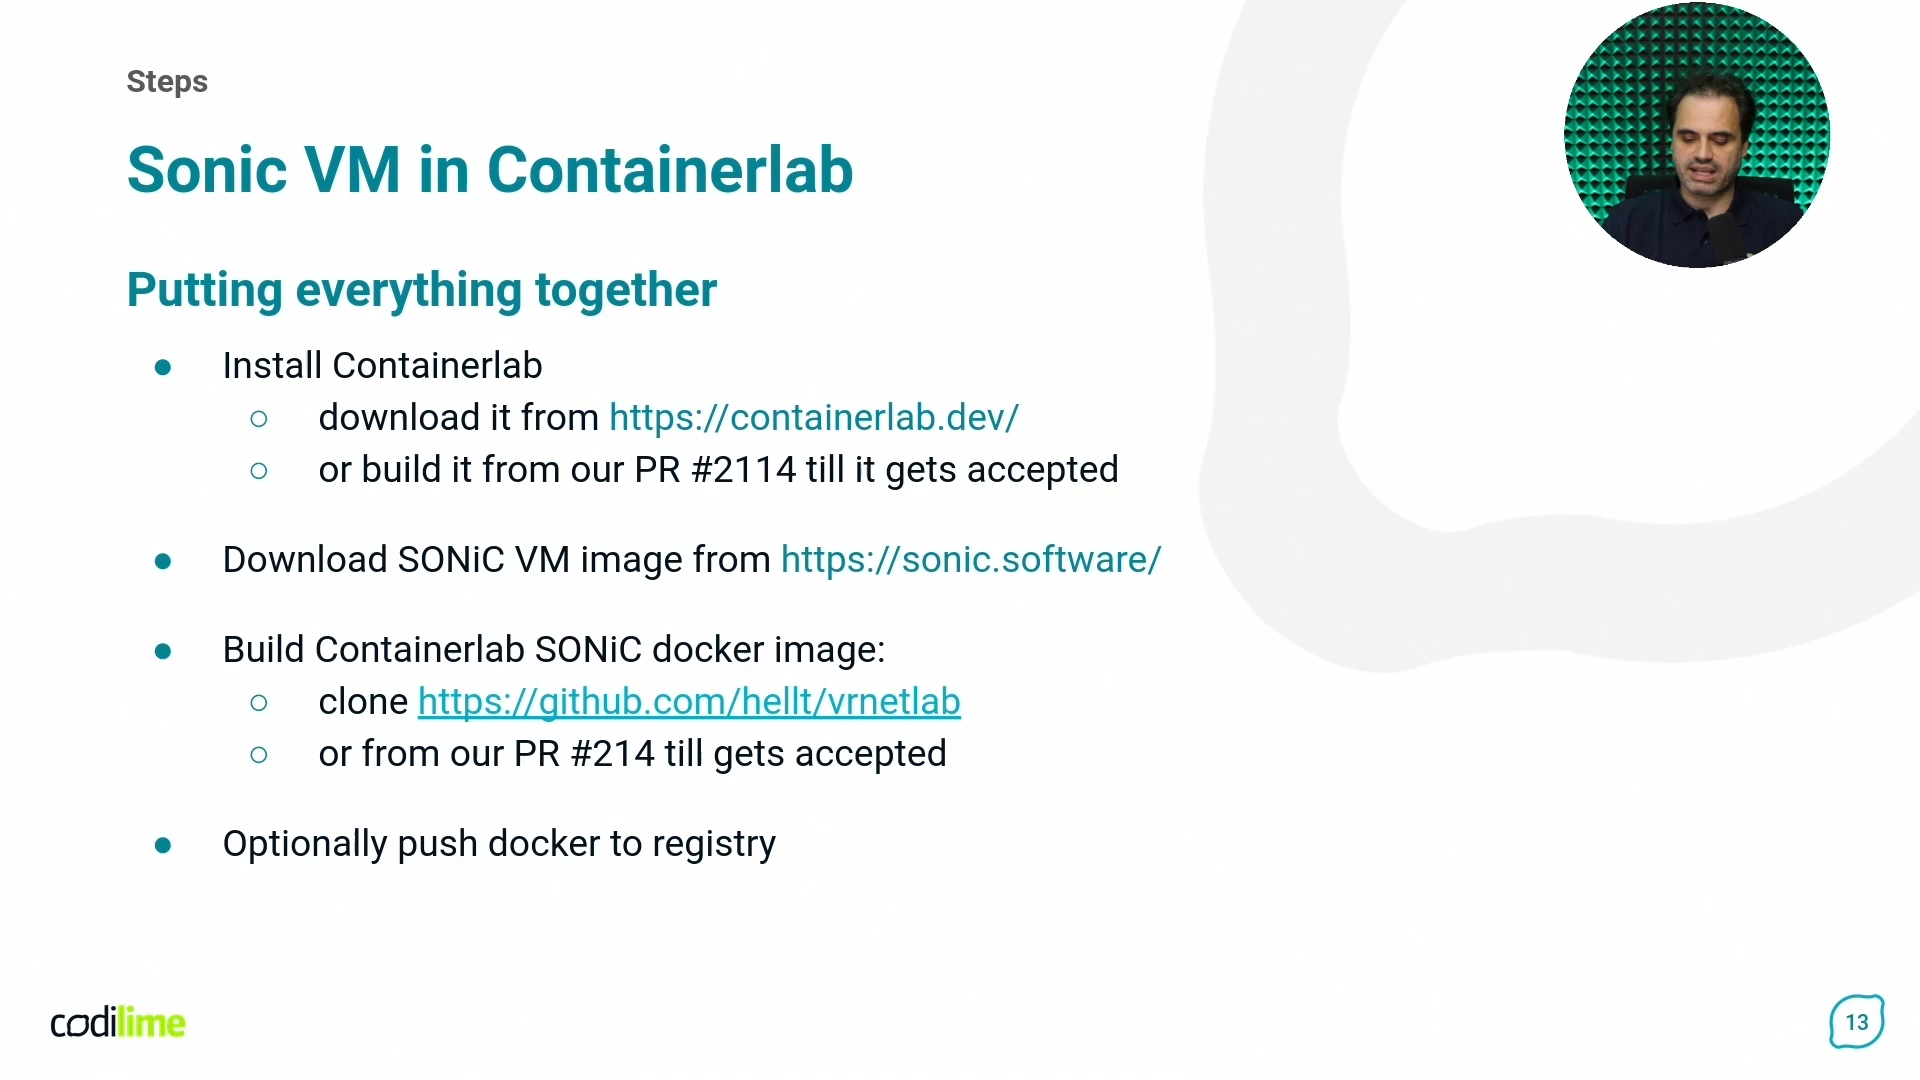 Steps
Sonic VM in Containerlab
Putting everything together
● Install Containerlab
○ download it from https://containerlab.dev/
○ or build it from our PR #2114 till it gets accepted
● Download SONiC VM image from https://sonic.software/
● Build Containerlab SONiC docker image:
○ clone https://github.com/hellt/vrnetlab
○ or from our PR #214 till gets accepted
● Optionally push docker to registry
codilime
13